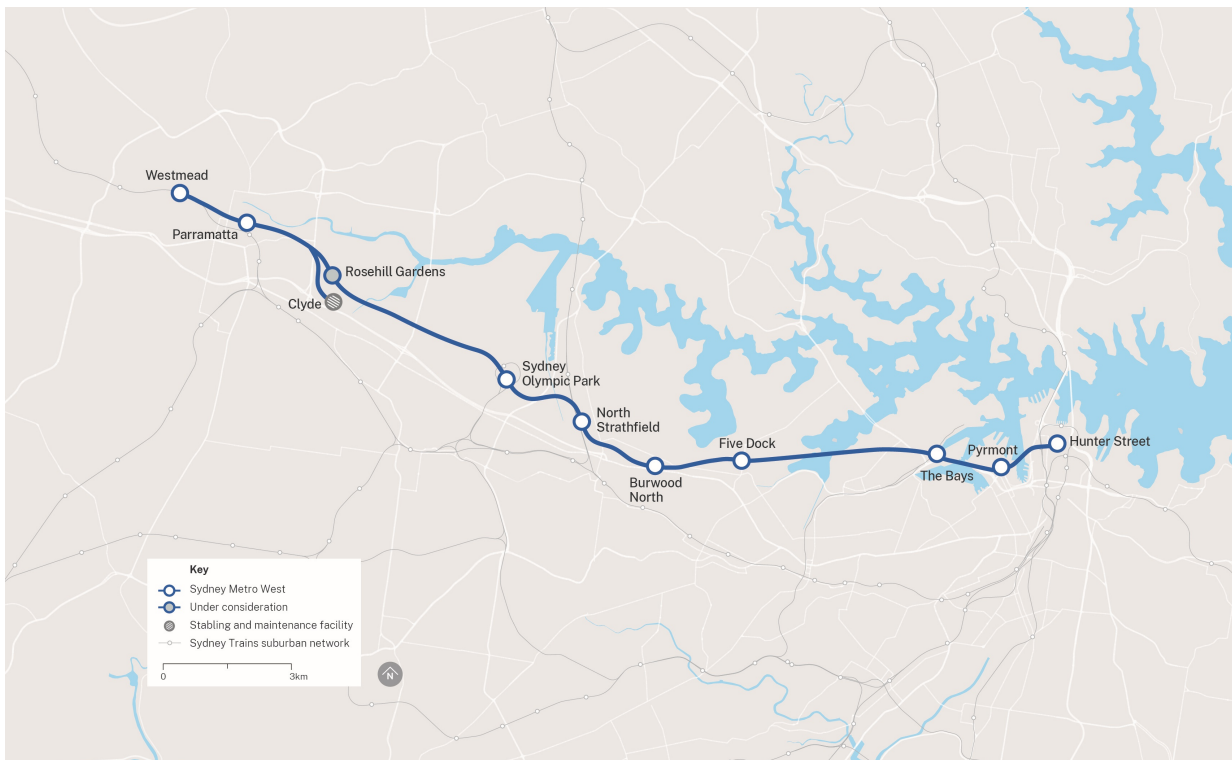 Westmead
Parramatta
Rosehill Gardens
Clyde
Sydney
Olympic Park
North
Strathfield
Burwood
North
Five Dock
The Bays
Pyrmont
Hunter Street
Key
Sydney Metro West
Under consideration
Stabling and maintenance facility
Sydney Trains suburban network
0 3km
N